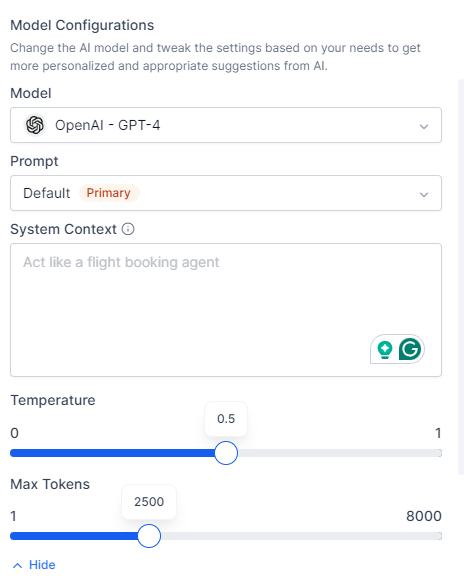 Model Configurations
Change the AI model and tweak the settings based on your needs to get
more personalized and appropriate suggestions from AI.
Model
OpenAI - GPT-4
Prompt
Default Primary
System Context
Act like a flight booking agent
Temperature
0.5
0 1
Max Tokens
2500
1 8000
Hide